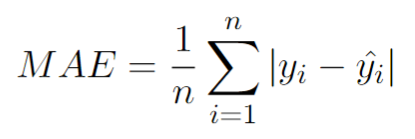 MAE = \frac{1}{n} \sum_{i=1}^{n} |y_i - \hat{y}_i|